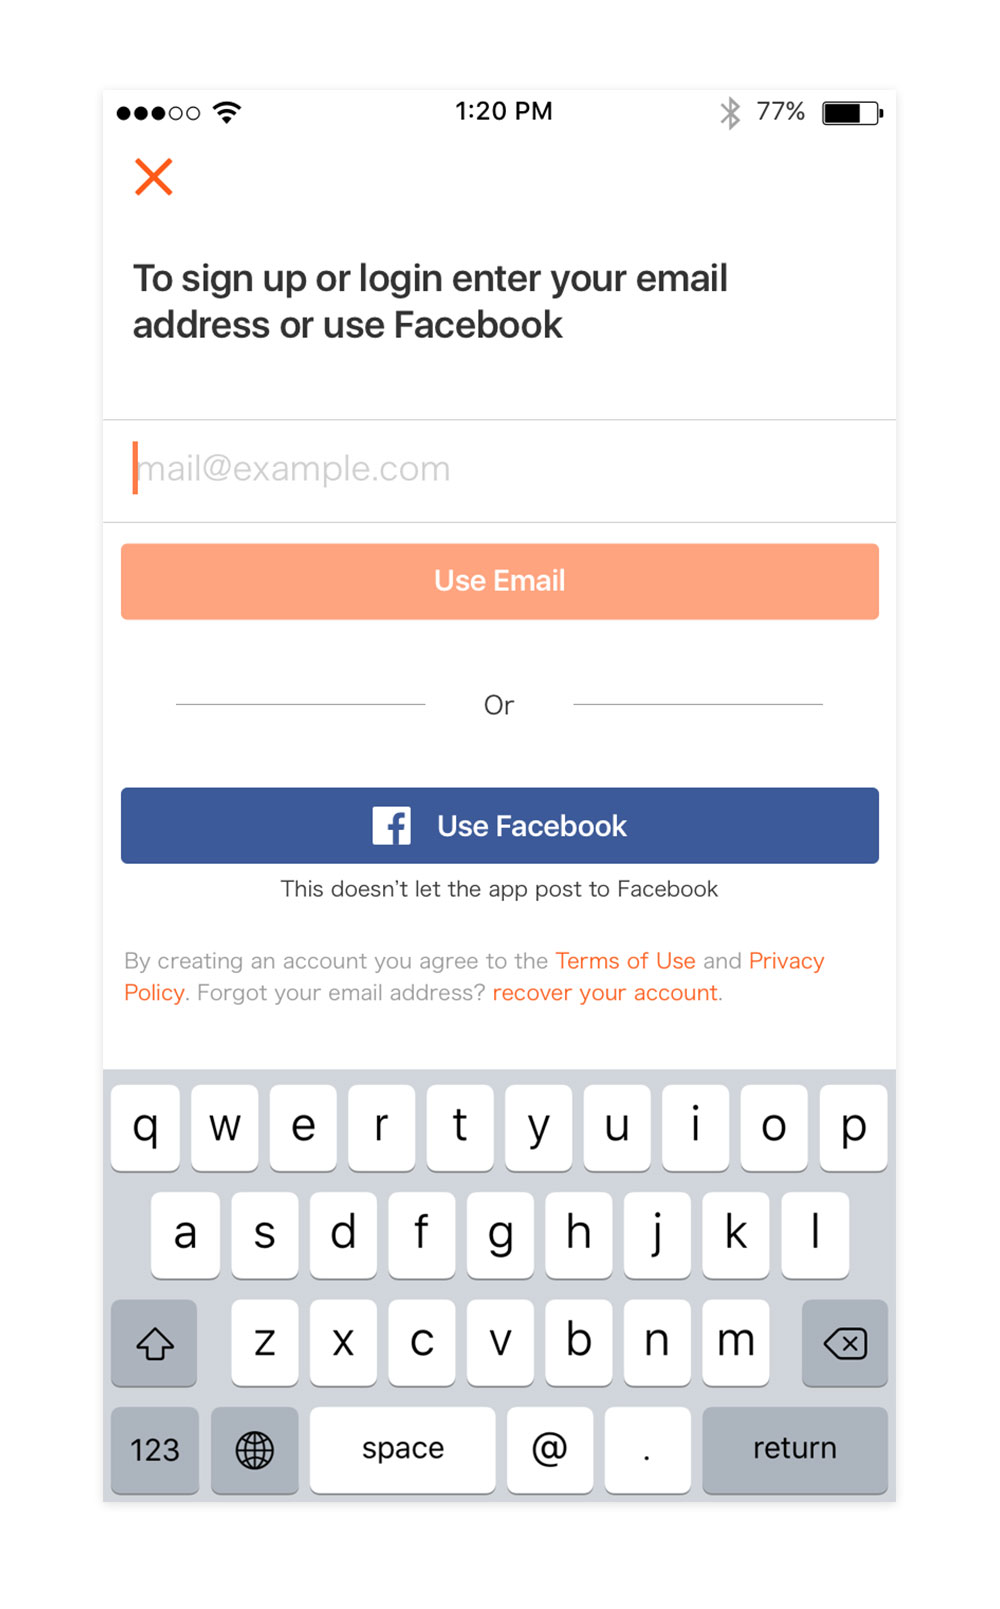 1:20 PM 77%
To sign up or login enter your email
address or use Facebook
mail@example.com
Use Email
Or
f Use Facebook
This doesn't let the app post to Facebook
By creating an account you agree to the Terms of Use and Privacy
Policy. Forgot your email address? recover your account.
q w e r t y u i o p
a s d f g h j k l
z x c v b n m
123 space @ . return